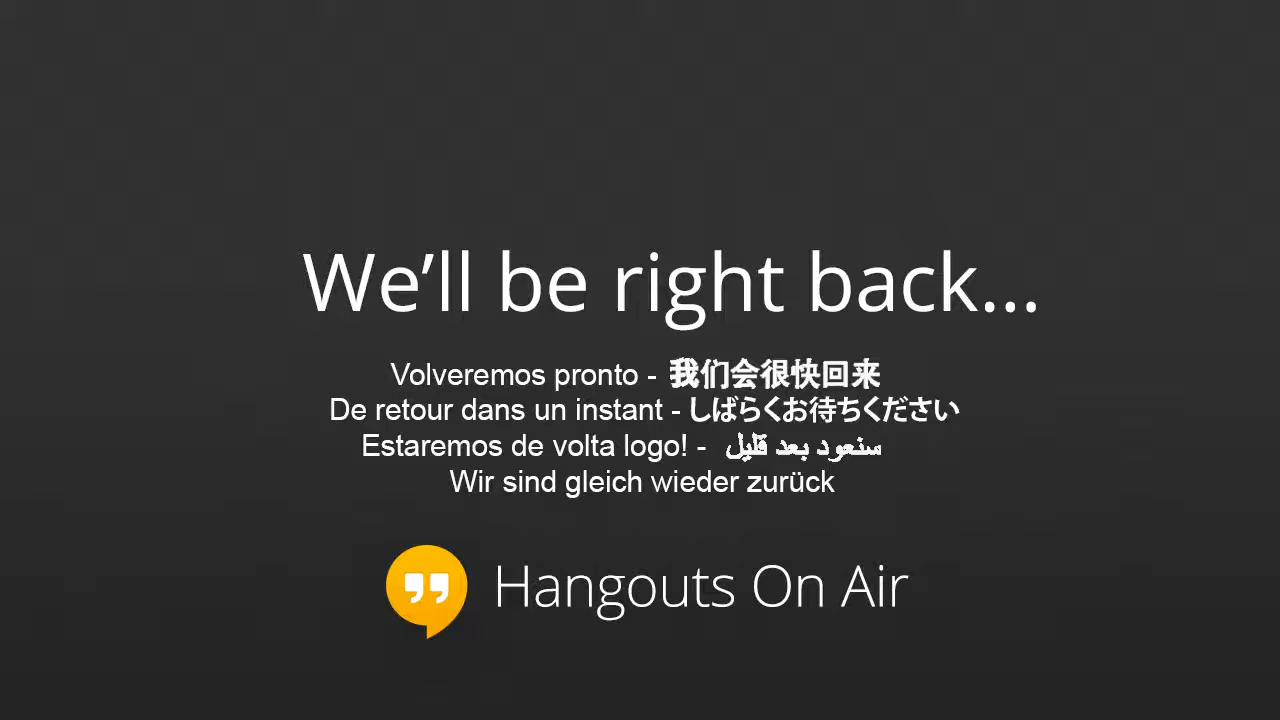 We’ll be right back...
Volveremos pronto - 我们会很快回来
De retour dans un instant - しばらくお待ちください
Estaremos de volta logo! - سنعود بعد قليل
Wir sind gleich wieder zurück
Hangouts On Air